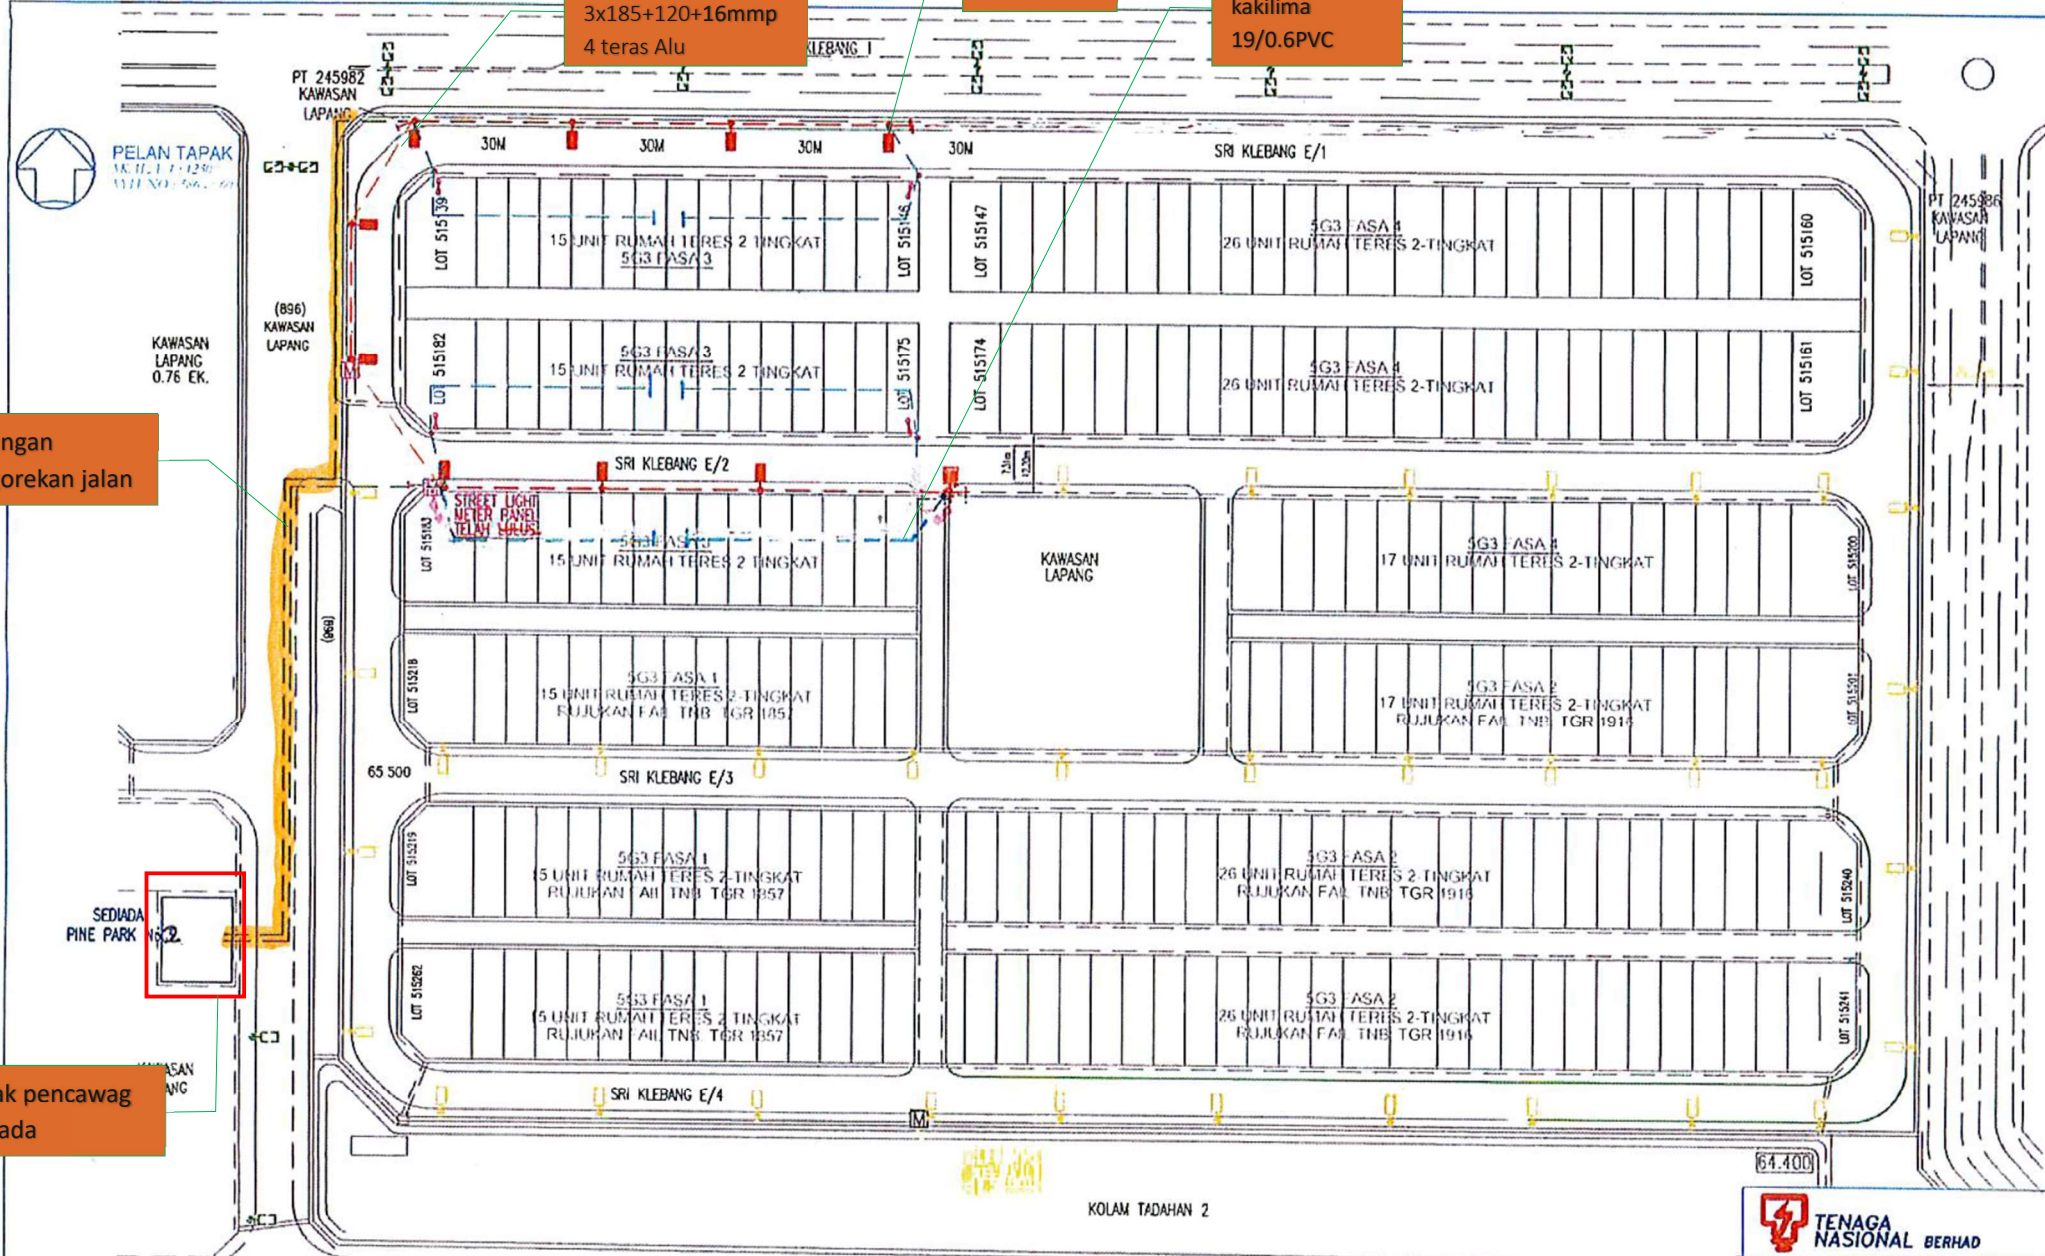 3x185+120+16mmp
4 teras Alu
kakilima
19/0.6PVC
KLEBANG 1
PT 245982
KAWASAN
LAPANG
PELAN TAPAK
30M
30M
30M
30M
SRI KLEBANG E/1
PT 245986
KAWASAN
LAPANG
LOT 515139
15 UNIT RUMAH TERES 2 TINGKAT
5G3 FASA 3
LOT 515146
LOT 515147
5G3 FASA 4
26 UNIT RUMAH TERES 2-TINGKAT
LOT 515160
(896)
KAWASAN
LAPANG
KAWASAN
LAPANG
0.76 EK.
LOT 515182
5G3 FASA 3
15 UNIT RUMAH TERES 2 TINGKAT
LOT 515175
LOT 515174
5G3 FASA 4
26 UNIT RUMAH TERES 2-TINGKAT
LOT 515161
M
ngan
orekan jalan
SRI KLEBANG E/2
STREET LIGHT
METER PANEL
TELAH LULUS
LOT 515183
15 UNIT RUMAH TERES 2 TINGKAT
KAWASAN
LAPANG
5G3 FASA 4
17 UNIT RUMAH TERES 2-TINGKAT
LOT 515200
LOT 515218
5G3 FASA 1
15 UNIT RUMAH TERES 2-TINGKAT
RUJUKAN FAIL TNB TGR 1857
5G3 FASA 2
17 UNIT RUMAH TERES 2-TINGKAT
RUJUKAN FAIL TNB TGR 1916
LOT 515201
65 500
SRI KLEBANG E/3
LOT 515219
5G3 FASA 1
15 UNIT RUMAH TERES 2-TINGKAT
RUJUKAN FAIL TNB TGR 1857
5G3 FASA 2
26 UNIT RUMAH TERES 2-TINGKAT
RUJUKAN FAIL TNB TGR 1916
LOT 515240
SEDIADA
PINE PARK No2
LOT 515262
5G3 FASA 1
15 UNIT RUMAH TERES 2 TINGKAT
RUJUKAN FAIL TNB TGR 1857
5G3 FASA 2
26 UNIT RUMAH TERES 2-TINGKAT
RUJUKAN FAIL TNB TGR 1916
LOT 515241
ak pencawag
ada
SRI KLEBANG E/4
M
64.400
KOLAM TADAHAN 2
TENAGA
NASIONAL BERHAD